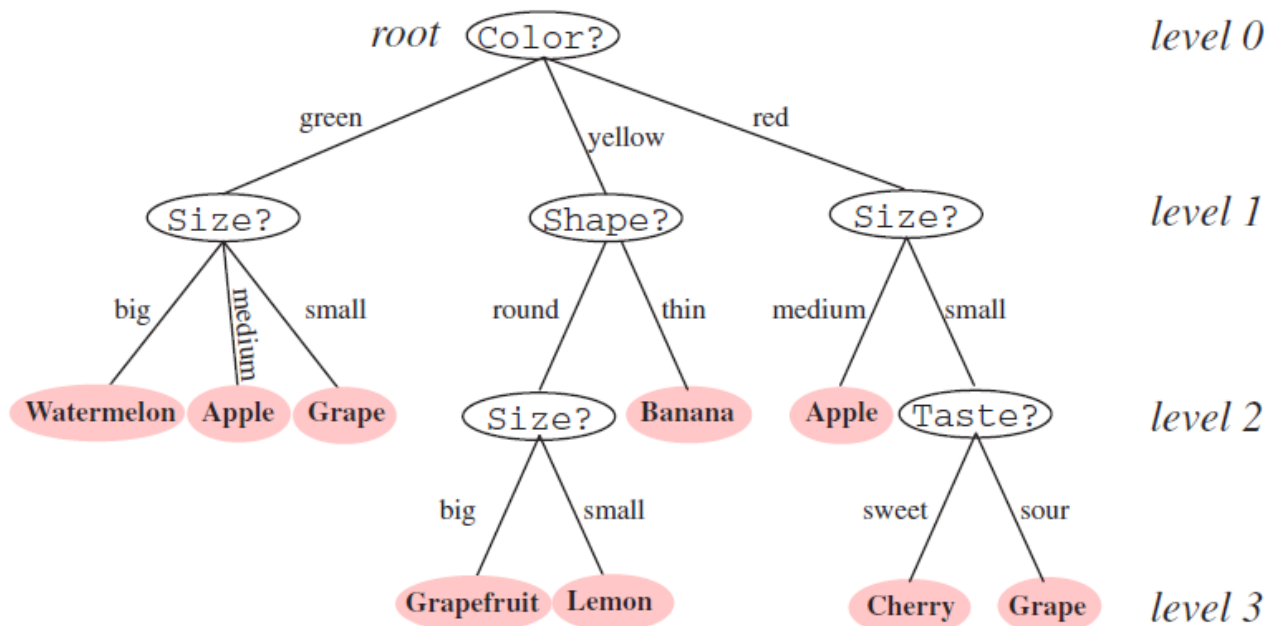 root Color? level 0
green yellow red
Size? Shape? Size? level 1
big medium small round thin medium small
Watermelon Apple Grape Size? Banana Apple Taste? level 2
big small sweet sour
Grapefruit Lemon Cherry Grape level 3